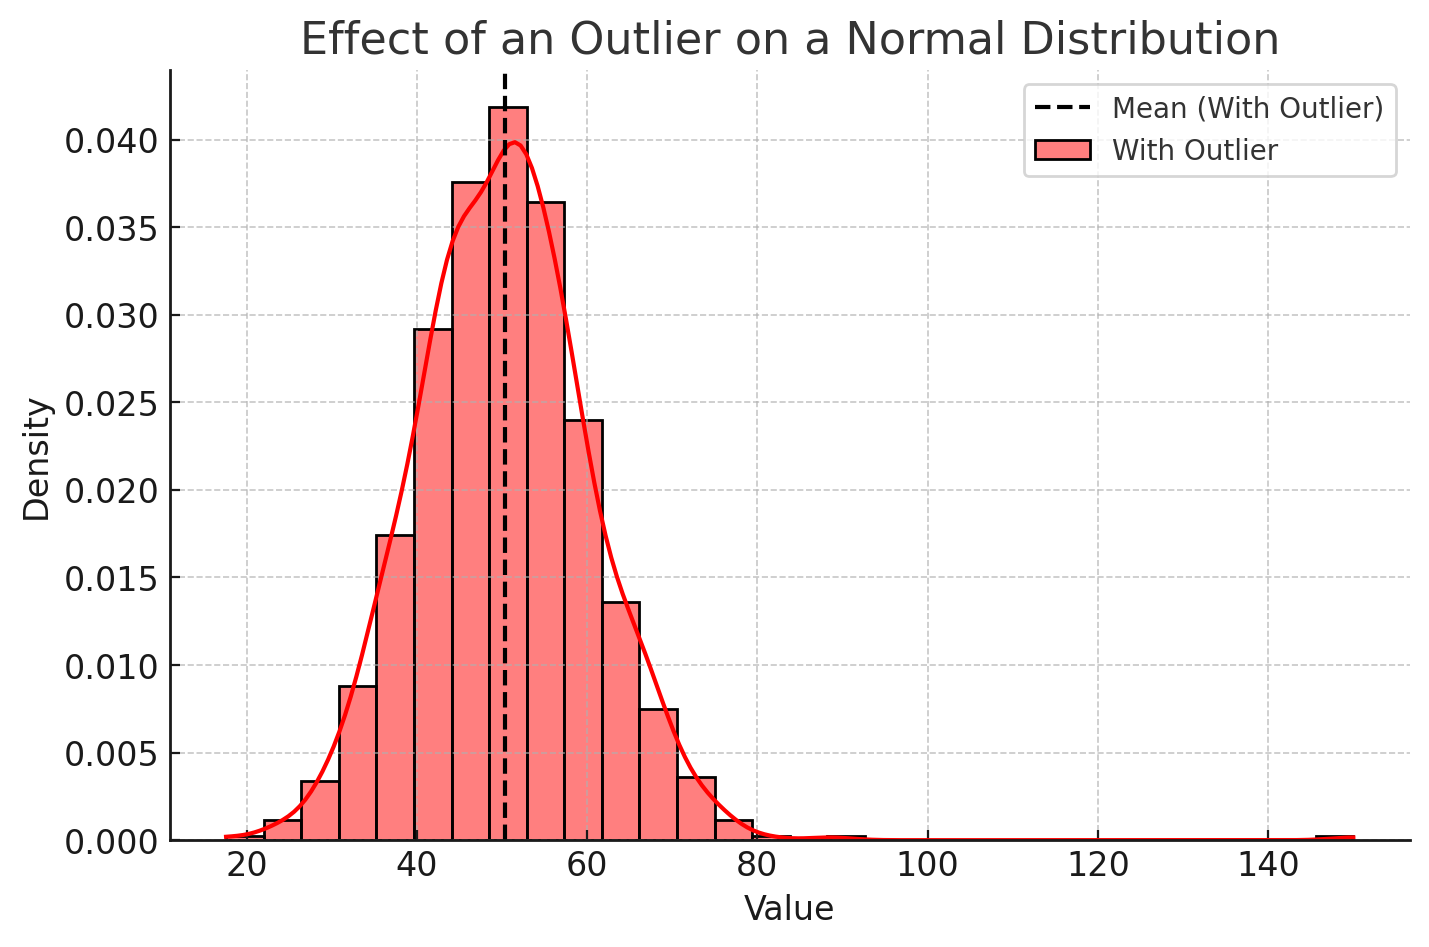 Effect of an Outlier on a Normal Distribution
Mean (With Outlier)
With Outlier
0.040
0.035
0.030
0.025
0.020
0.015
0.010
0.005
0.000
Density
20 40 60 80 100 120 140
Value